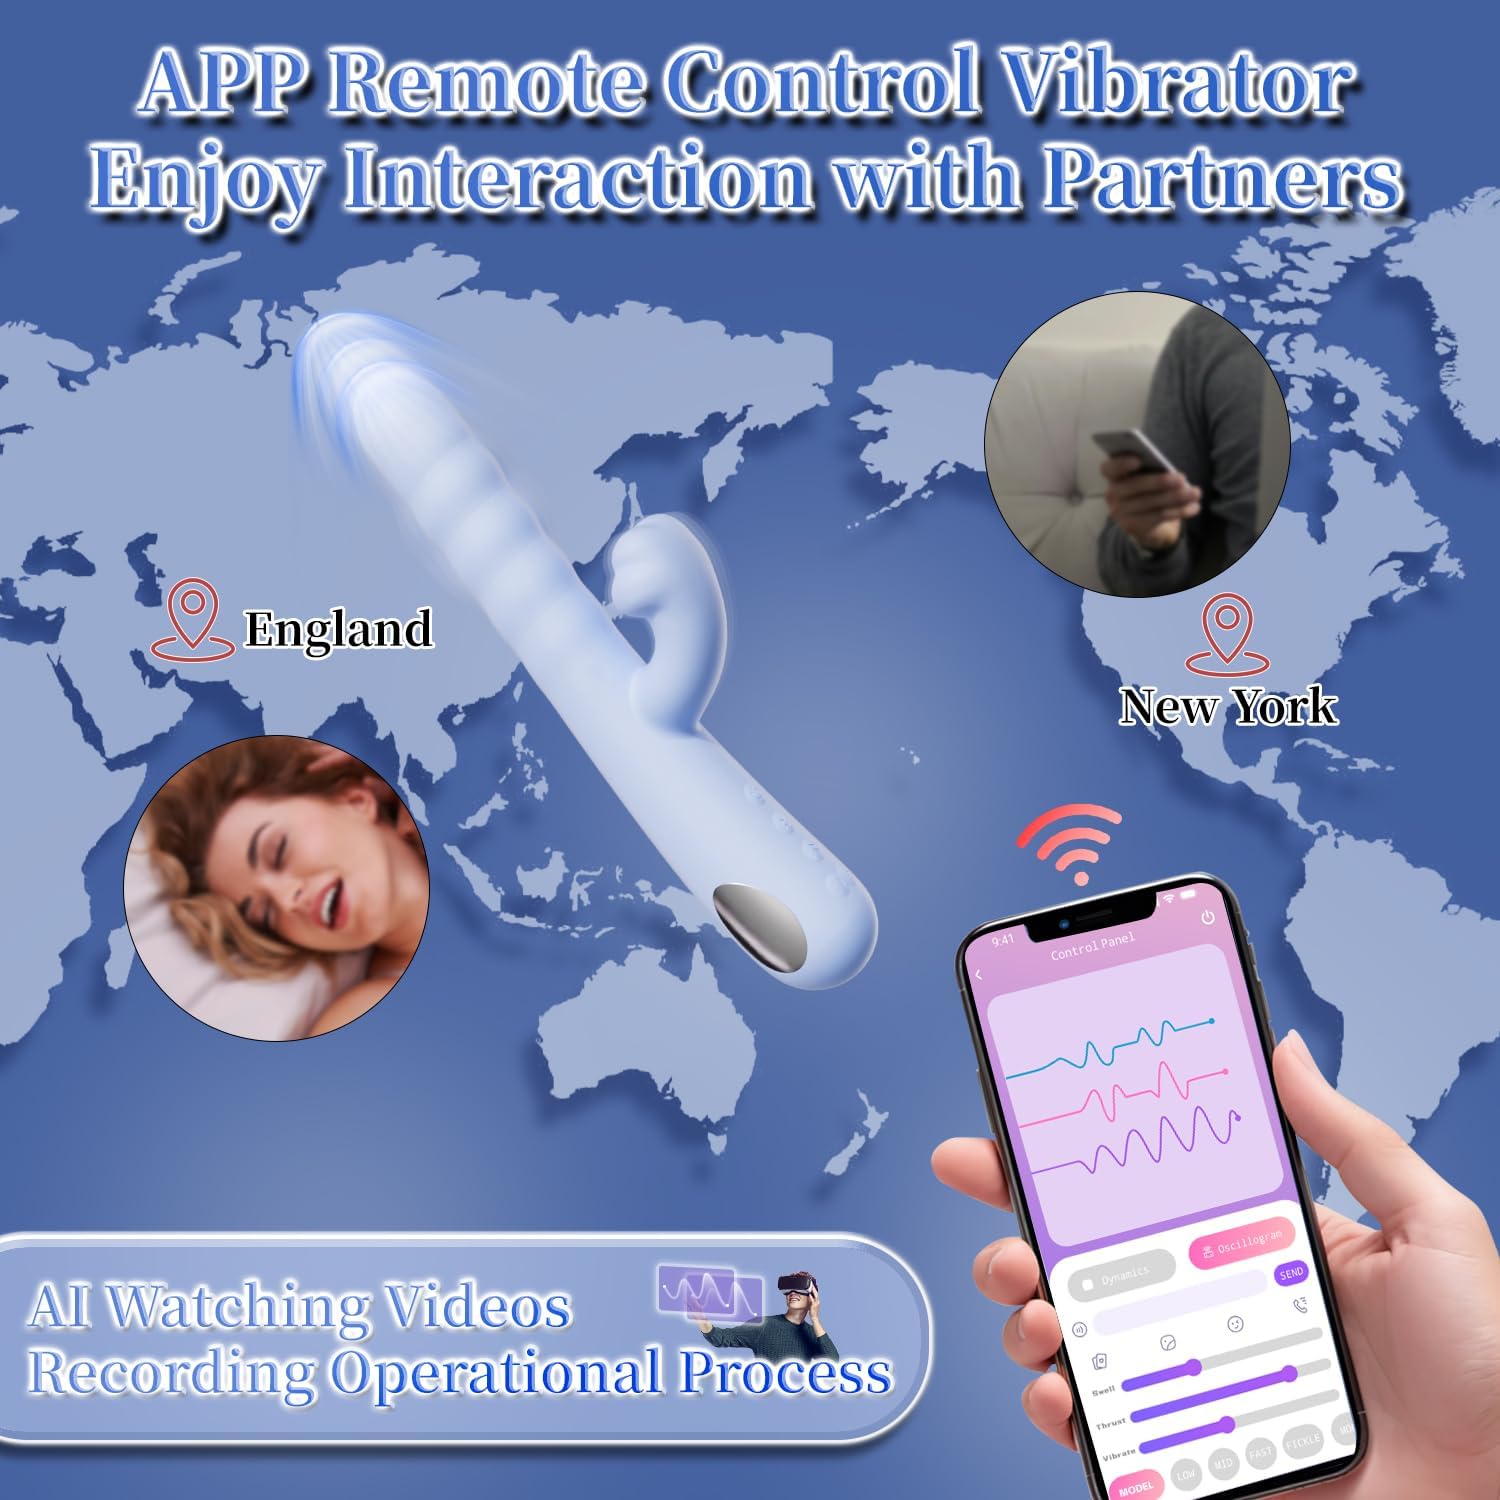 APP Remote Control Vibrator
Enjoy Interaction with Partners
England
New York
9:41
Control Panel
Dynamics
Oscillogram
SEND
Swell
Thrust
Vibrate
MODEL
LOW
MID
FAST
FICKLE
AI Watching Videos
Recording Operational Process